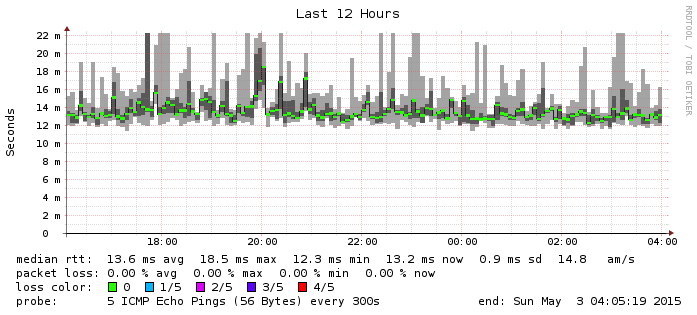 Last 12 Hours
RRDTOOL / TOBI OETIKER
Seconds
22 m
20 m
18 m
16 m
14 m
12 m
10 m
8 m
6 m
4 m
2 m
0
18:00 20:00 22:00 00:00 02:00 04:00
median rtt: 13.6 ms avg 18.5 ms max 12.3 ms min 13.2 ms now 0.9 ms sd 14.8 am/s
packet loss: 0.00 % avg 0.00 % max 0.00 % min 0.00 % now
loss color: 0 1/5 2/5 3/5 4/5
probe: 5 ICMP Echo Pings (56 Bytes) every 300s end: Sun May 3 04:05:19 2015